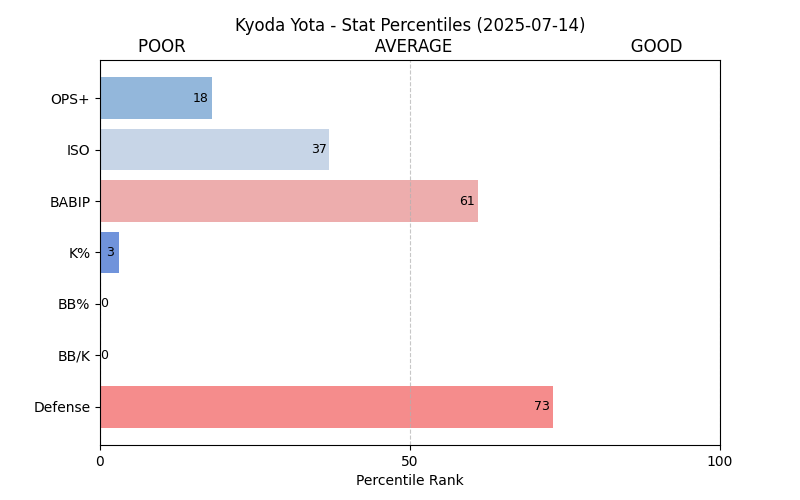 Kyoda Yota - Stat Percentiles (2025-07-14)
POOR AVERAGE GOOD
OPS+ 18
ISO 37
BABIP 61
K% 3
BB% 0
BB/K 0
Defense 73
0 50 100
Percentile Rank